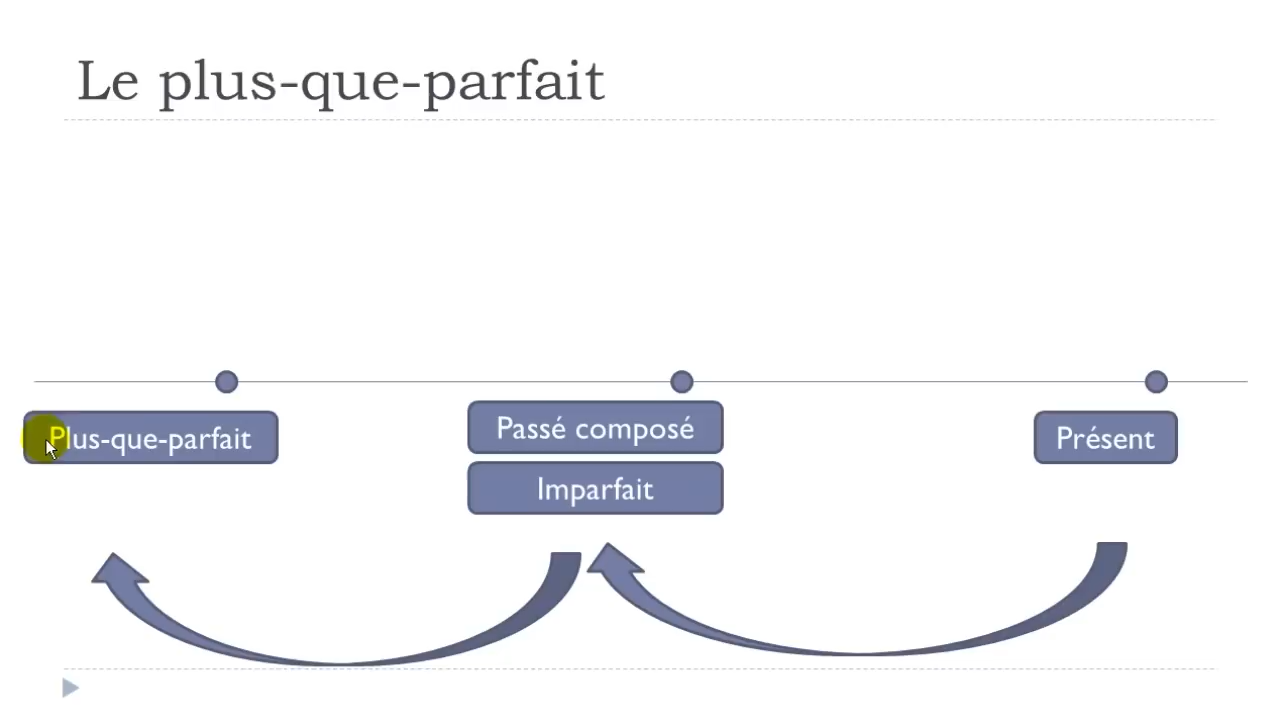 Le plus-que-parfait
Plus-que-parfait
Passé composé
Imparfait
Présent